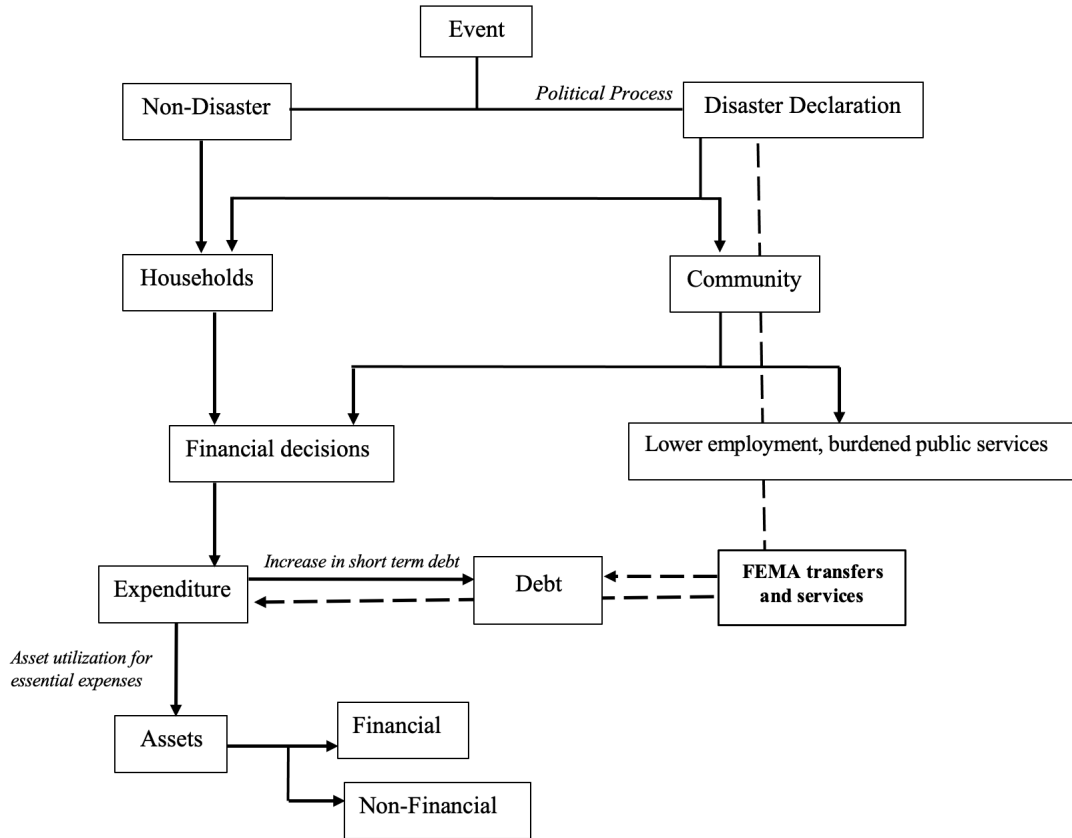 Event
Political Process
Non-Disaster
Disaster Declaration
Households
Community
Financial decisions
Lower employment, burdened public services
Increase in short term debt
Expenditure
Debt
FEMA transfers
and services
Asset utilization for
essential expenses
Assets
Financial
Non-Financial